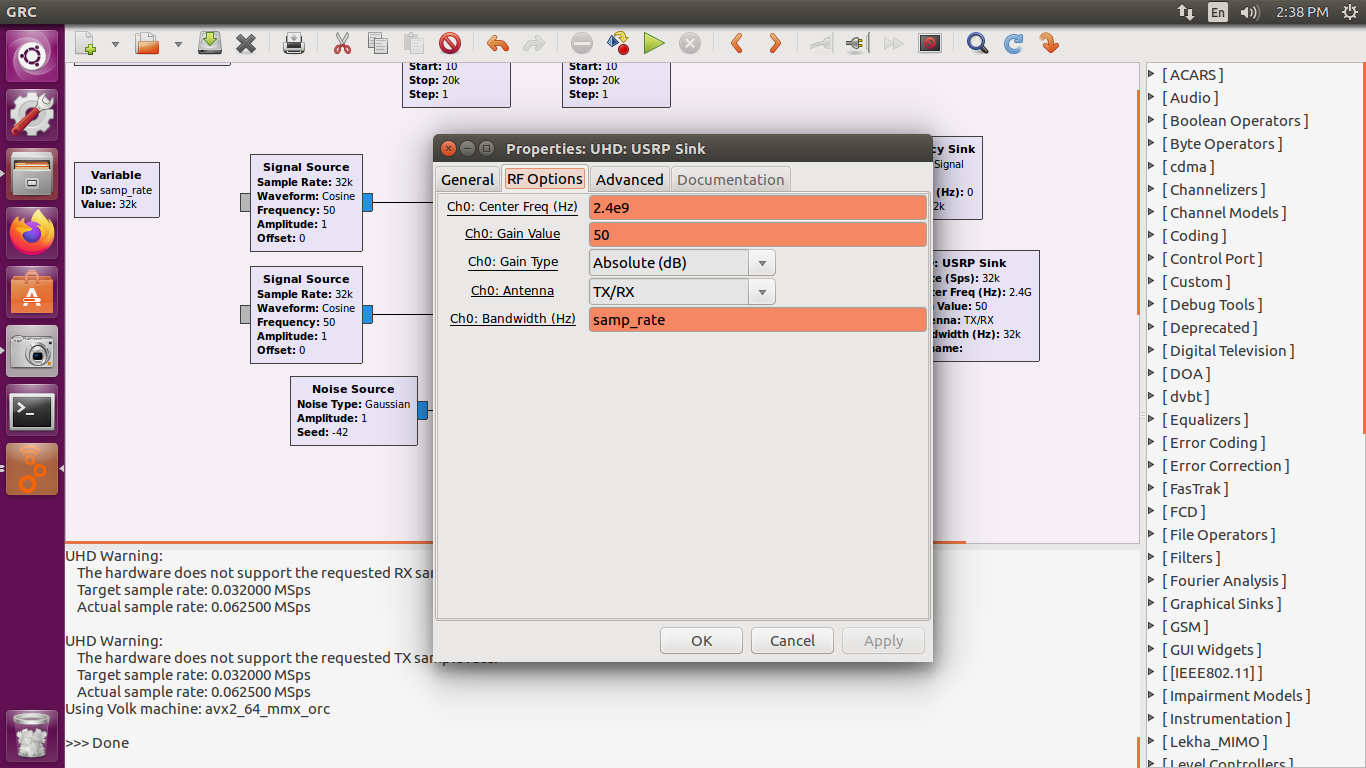 GRC
En
2:38 PM
Start: 10
Stop: 20k
Step: 1
Start: 10
Stop: 20k
Step: 1
Variable
ID: samp_rate
Value: 32k
Signal Source
Sample Rate: 32k
Waveform: Cosine
Frequency: 50
Amplitude: 1
Offset: 0
Signal Source
Sample Rate: 32k
Waveform: Cosine
Frequency: 50
Amplitude: 1
Offset: 0
Noise Source
Noise Type: Gaussian
Amplitude: 1
Seed: -42
Properties: UHD: USRP Sink
General
RF Options
Advanced
Documentation
Ch0: Center Freq (Hz) 2.4e9
Ch0: Gain Value 50
Ch0: Gain Type Absolute (dB)
Ch0: Antenna TX/RX
Ch0: Bandwidth (Hz) samp_rate
OK
Cancel
Apply
cy Sink
Signal
(Hz): 0
2k
: USRP Sink
e (Sps): 32k
ter Freq (Hz): 2.4G
Value: 50
nna: TX/RX
dwidth (Hz): 32k
name:
UHD Warning:
The hardware does not support the requested RX sar
Target sample rate: 0.032000 MSps
Actual sample rate: 0.062500 MSps
UHD Warning:
The hardware does not support the requested TX sample rate:
Target sample rate: 0.032000 MSps
Actual sample rate: 0.062500 MSps
Using Volk machine: avx2_64_mmx_orc
>>> Done
[ ACARS ]
[ Audio ]
[ Boolean Operators ]
[ Byte Operators ]
[ cdma ]
[ Channelizers ]
[ Channel Models ]
[ Coding ]
[ Control Port ]
[ Custom ]
[ Debug Tools ]
[ Deprecated ]
[ Digital Television ]
[ DOA ]
[ dvbt ]
[ Equalizers ]
[ Error Coding ]
[ Error Correction ]
[ FasTrak ]
[ FCD ]
[ File Operators ]
[ Filters ]
[ Fourier Analysis ]
[ Graphical Sinks ]
[ GSM ]
[ GUI Widgets ]
[ [IEEE802.11] ]
[ Impairment Models ]
[ Instrumentation ]
[ Lekha_MIMO ]
[ Level Controllers ]